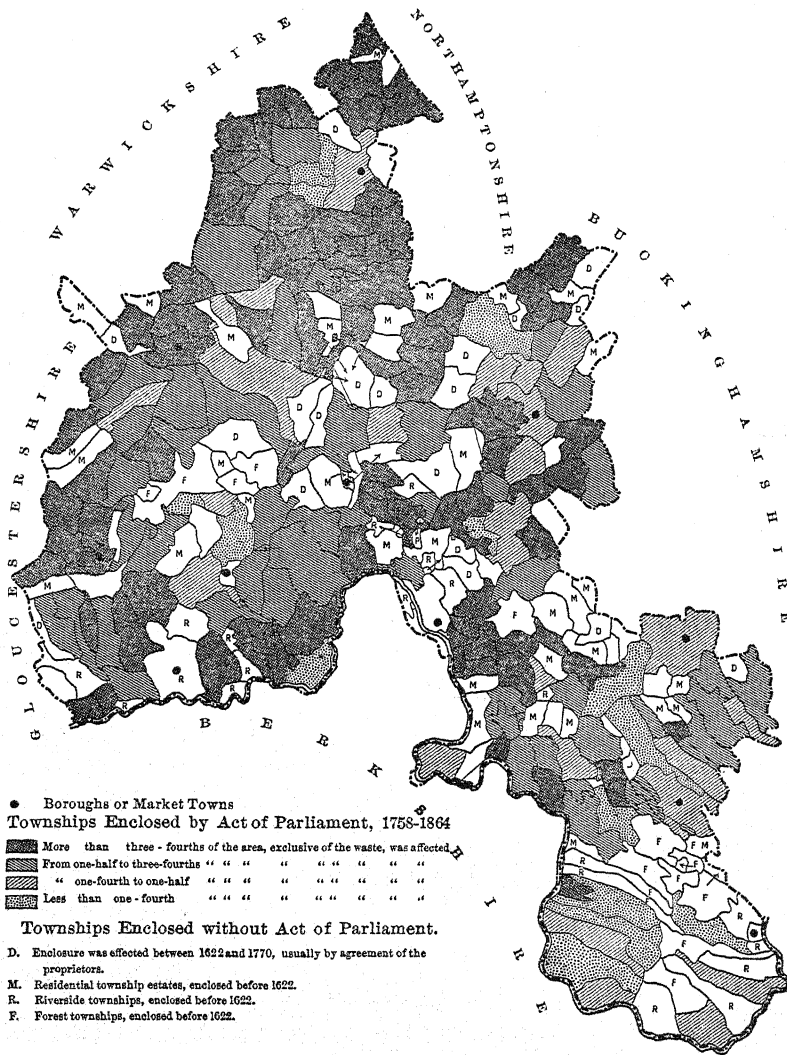 WARWICKSHIRE
NORTHAMPTONSHIRE
BUCKINGHAMSHIRE
GLOUCESTERSHIRE
BERKSHIRE
M
D
D
M
D
M
M
D
M
M
D
M
D
M
M
M
D
D
D
D
D
D
D
M
M
D
M
F
F
F
M
D
M
R
D
M
M
R
M
R
M
R
D
D
R
R
M
D
R
R
R
R
R
R
F
M
M
M
D
M
M
D
M
M
M
M
M
R
M
M
M
M
R
R
F
F
M
F
F
F
R
R
F
R
F
R
R
● Boroughs or Market Towns
Townships Enclosed by Act of Parliament, 1758-1864
More than three-fourths of the area, exclusive of the waste, was affected
From one-half to three-fourths “ “ “ “ “ “ “ “ “
“ one-fourth to one-half “ “ “ “ “ “ “ “ “
Less than one-fourth “ “ “ “ “ “ “ “ “
Townships Enclosed without Act of Parliament.
D. Enclosure was effected between 1622 and 1770, usually by agreement of the
proprietors.
M. Residential township estates, enclosed before 1622.
R. Riverside townships, enclosed before 1622.
F. Forest townships, enclosed before 1622.